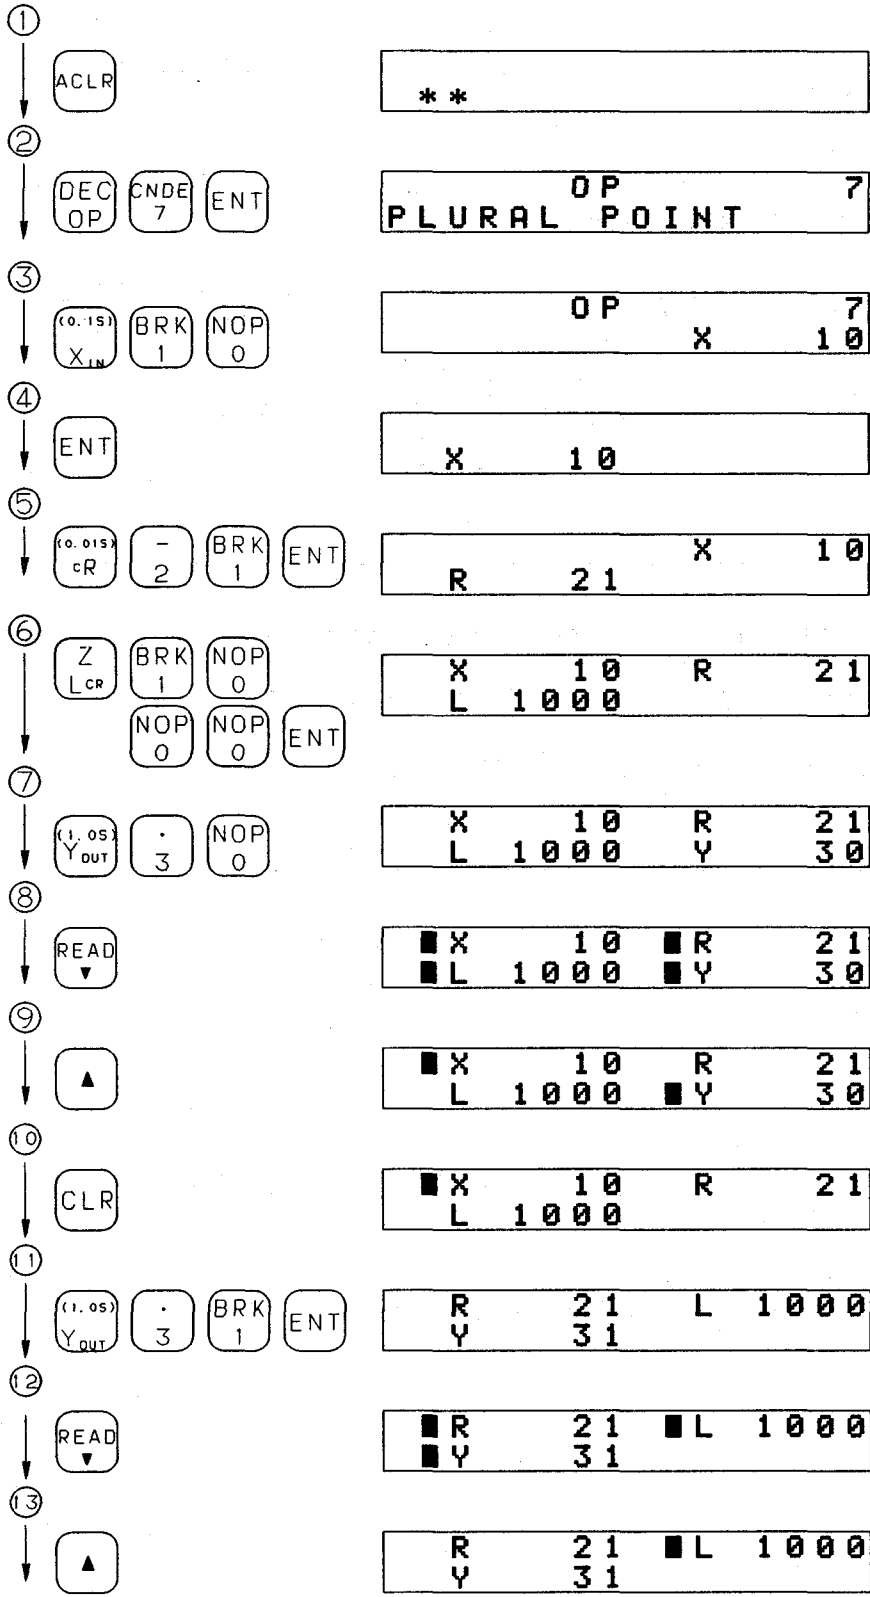 ①
ACLR
**
②
DEC OP CNDE 7 ENT
OP 7
PLURAL POINT
③
(0.1S) XIN BRK 1 NOP 0
OP 7
X 10
④
ENT
X 10
⑤
(0.01S) cR - 2 BRK 1 ENT
X 10
R 21
⑥
Z LCR BRK 1 NOP 0
NOP 0 NOP 0 ENT
X 10 R 21
L 1000
⑦
(1.0S) YOUT . 3 NOP 0
X 10 R 21
L 1000 Y 30
⑧
READ ▼
■X 10 ■R 21
■L 1000 ■Y 30
⑨
▲
■X 10 R 21
L 1000 ■Y 30
⑩
CLR
■X 10 R 21
L 1000
⑪
(1.0S) YOUT . 3 BRK 1 ENT
R 21 L 1000
Y 31
⑫
READ ▼
■R 21 ■L 1000
■Y 31
⑬
▲
R 21 ■L 1000
Y 31